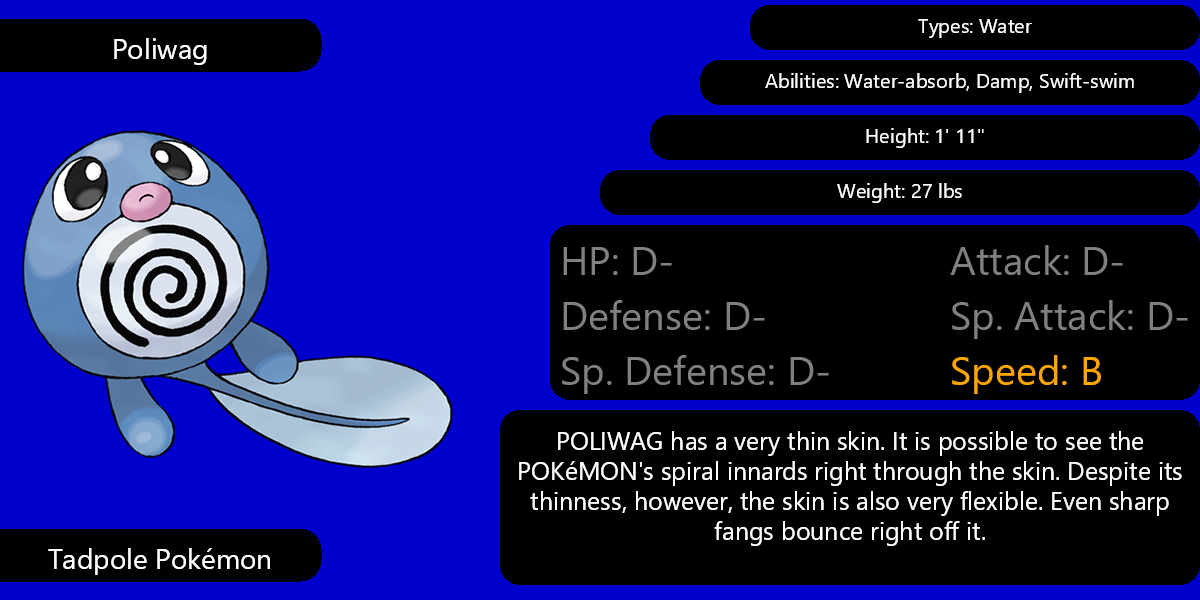 Poliwag
Tadpole Pokémon
Types: Water
Abilities: Water-absorb, Damp, Swift-swim
Height: 1' 11"
Weight: 27 lbs
HP: D- Attack: D-
Defense: D- Sp. Attack: D-
Sp. Defense: D- Speed: B
POLIWAG has a very thin skin. It is possible to see the
POKéMON's spiral innards right through the skin. Despite its
thinness, however, the skin is also very flexible. Even sharp
fangs bounce right off it.